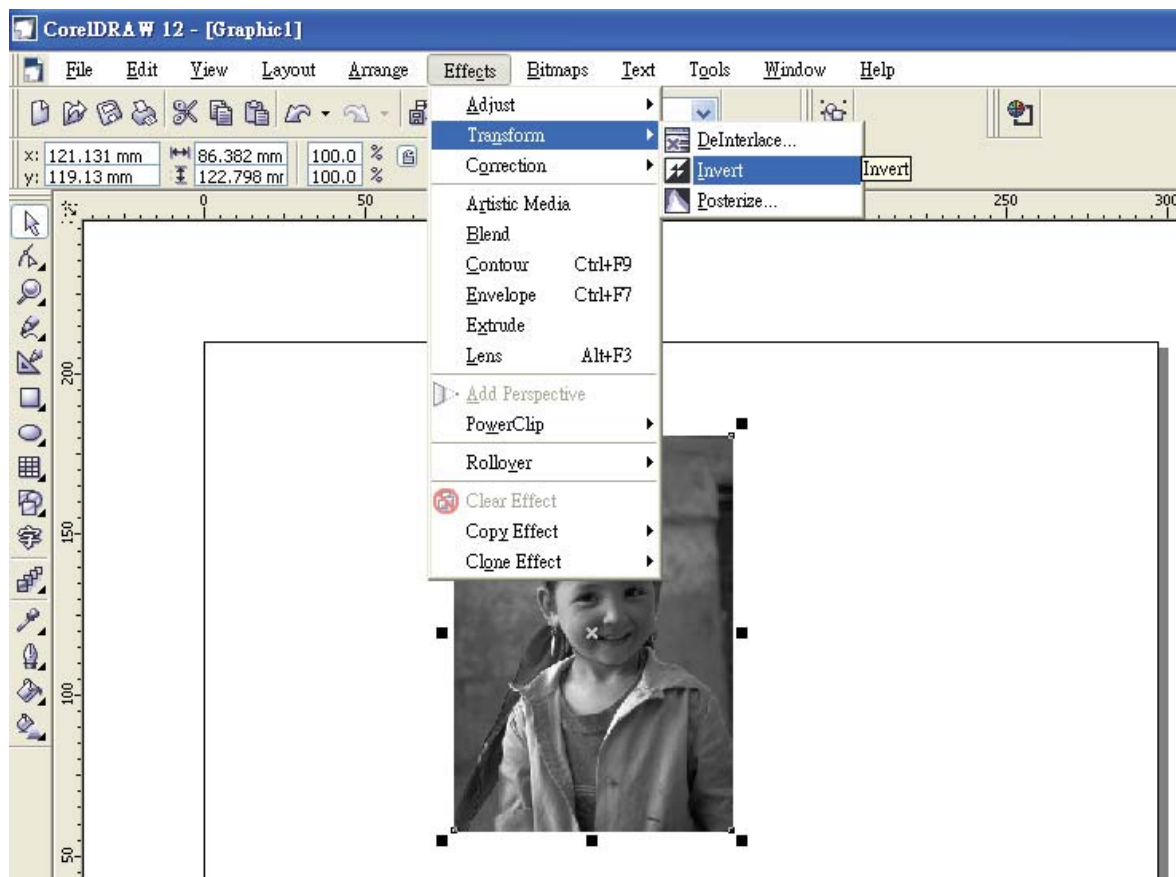 CorelDRAW 12 - [Graphic1]
File Edit View Layout Arrange Effects Bitmaps Text Tools Window Help
x: 121.131 mm 86.382 mm 100.0 %
y: 119.13 mm 122.798 mr 100.0 %
Adjust
Transform
Correction
Artistic Media
Blend
Contour Ctrl+F9
Envelope Ctrl+F7
Extrude
Lens Alt+F3
Add Perspective
PowerClip
Rollover
Clear Effect
Copy Effect
Clone Effect
DeInterlace...
Invert
Posterize...
Invert
0 50 250 300
200
150
100
50
字